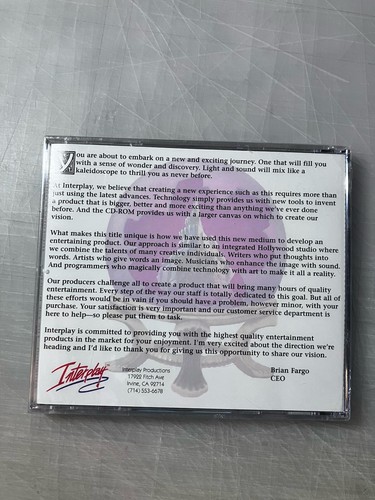 You are about to embark on a new and exciting journey. One that will fill you
with a sense of wonder and discovery. Light and sound will mix like a
kaleidoscope to thrill you as never before.
At Interplay, we believe that creating a new experience such as this requires more than
just using the latest advances. Technology simply provides us with new tools to invent
a product that is bigger, better and more exciting than anything we've ever done
before. And the CD-ROM provides us with a larger canvas on which to create our
vision.
What makes this title unique is how we have used this new medium to develop an
entertaining product. Our approach is similar to an integrated Hollywood studio where
we combine the talents of many creative individuals. Writers who put thoughts into
words. Artists who give words an image. Musicians who enhance the image with sound.
And programmers who magically combine technology with art to make it all a reality.
Our producers challenge all to create a product that will bring many hours of quality
entertainment. Every step of the way our staff is totally dedicated to this goal. But all of
these efforts would be in vain if you should have a problem, however minor, with your
purchase. Your satisfaction is very important and our customer service department is
here to help—so please put them to task.
Interplay is committed to providing you with the highest quality entertainment
products in the market for your enjoyment. I'm very excited about the direction we're
heading and I'd like to thank you for giving us this opportunity to share our vision.
Interplay
Interplay Productions
17922 Fitch Ave
Irvine, CA 92714
(714) 553-6678
Brian Fargo
CEO